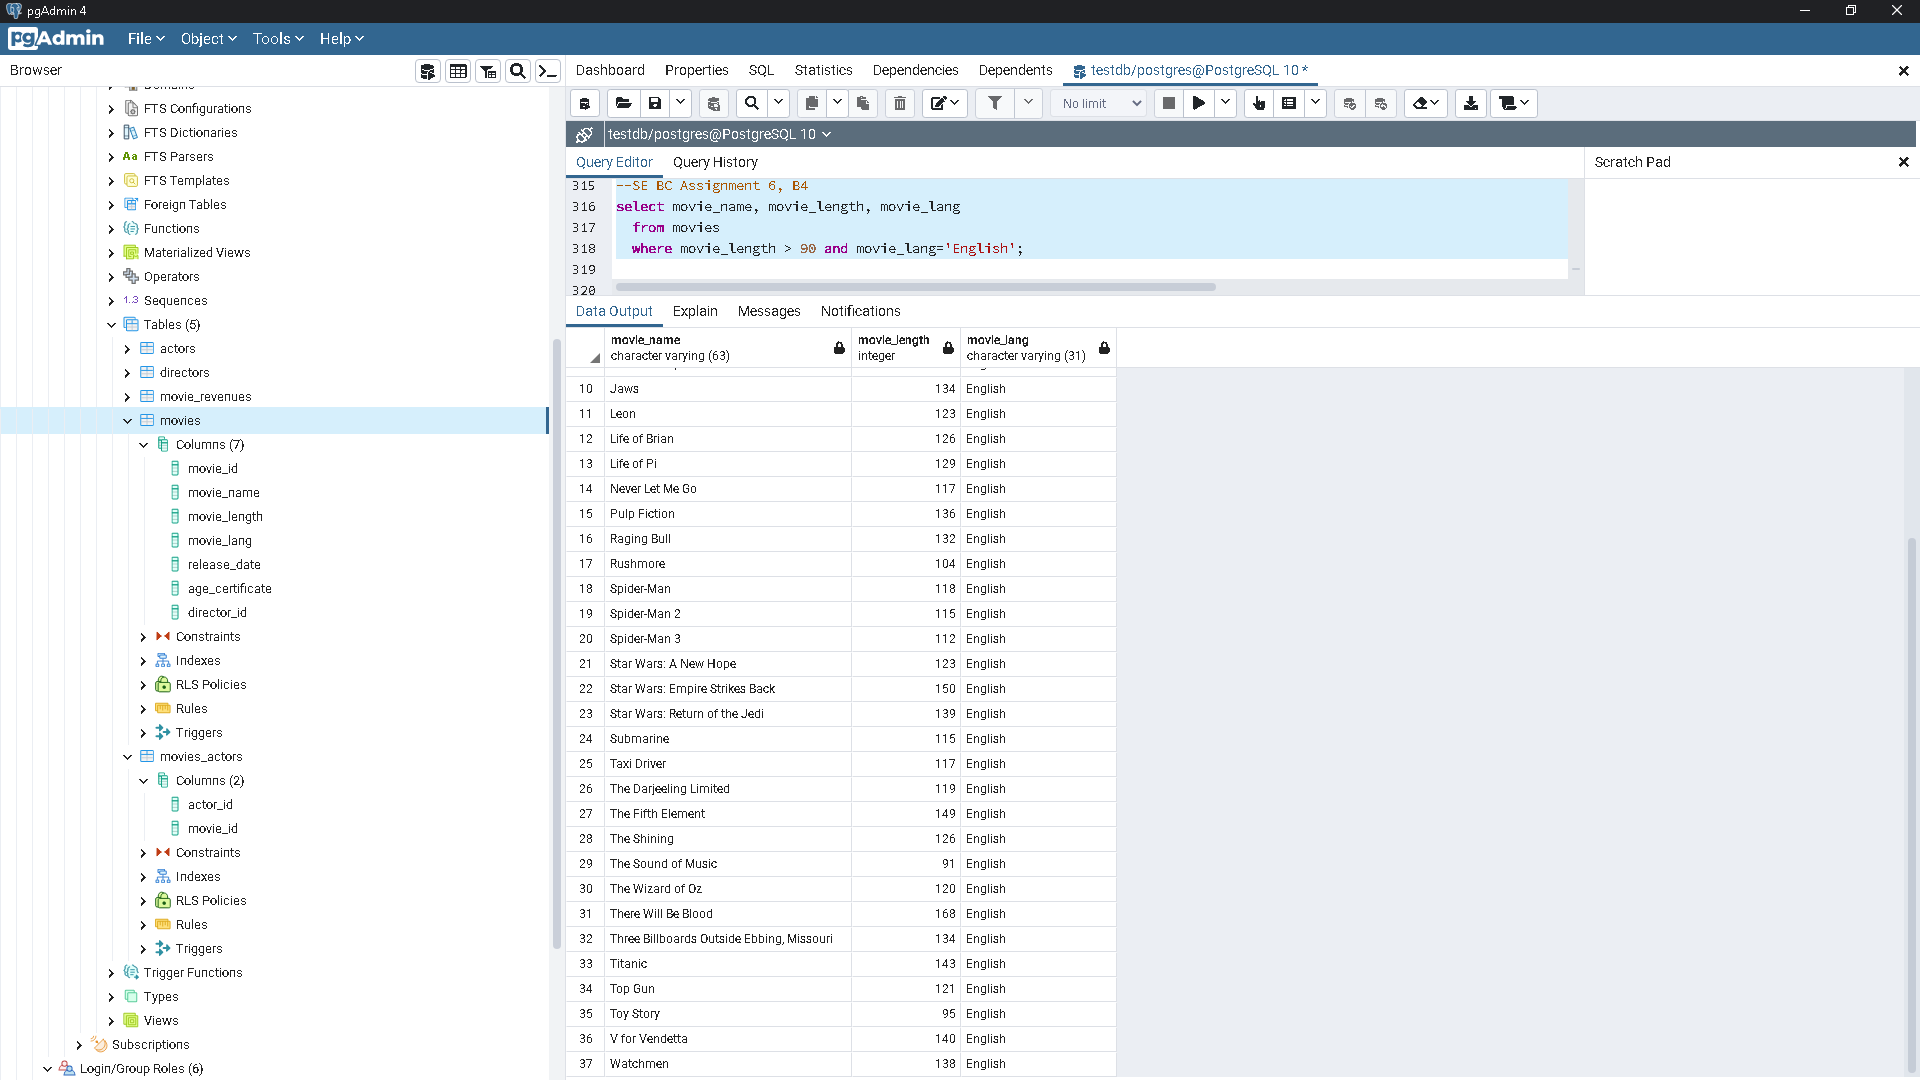 pgAdmin 4
pgAdmin File Object Tools Help
Browser
Dashboard Properties SQL Statistics Dependencies Dependents testdb/postgres@PostgreSQL 10 *
No limit
testdb/postgres@PostgreSQL 10
Query Editor Query History
Scratch Pad
315 --SE BC Assignment 6, B4
316 select movie_name, movie_length, movie_lang
317 from movies
318 where movie_length > 90 and movie_lang='English';
319
320
Data Output Explain Messages Notifications
movie_name character varying (63)
movie_length integer
movie_lang character varying (31)
10 Jaws 134 English
11 Leon 123 English
12 Life of Brian 126 English
13 Life of Pi 129 English
14 Never Let Me Go 117 English
15 Pulp Fiction 136 English
16 Raging Bull 132 English
17 Rushmore 104 English
18 Spider-Man 118 English
19 Spider-Man 2 115 English
20 Spider-Man 3 112 English
21 Star Wars: A New Hope 123 English
22 Star Wars: Empire Strikes Back 150 English
23 Star Wars: Return of the Jedi 139 English
24 Submarine 115 English
25 Taxi Driver 117 English
26 The Darjeeling Limited 119 English
27 The Fifth Element 149 English
28 The Shining 126 English
29 The Sound of Music 91 English
30 The Wizard of Oz 120 English
31 There Will Be Blood 168 English
32 Three Billboards Outside Ebbing, Missouri 134 English
33 Titanic 143 English
34 Top Gun 121 English
35 Toy Story 95 English
36 V for Vendetta 140 English
37 Watchmen 138 English
FTS Configurations
FTS Dictionaries
Aa FTS Parsers
FTS Templates
Foreign Tables
Functions
Materialized Views
Operators
1.3 Sequences
Tables (5)
actors
directors
movie_revenues
movies
Columns (7)
movie_id
movie_name
movie_length
movie_lang
release_date
age_certificate
director_id
Constraints
Indexes
RLS Policies
Rules
Triggers
movies_actors
Columns (2)
actor_id
movie_id
Constraints
Indexes
RLS Policies
Rules
Triggers
Trigger Functions
Types
Views
Subscriptions
Login/Group Roles (6)